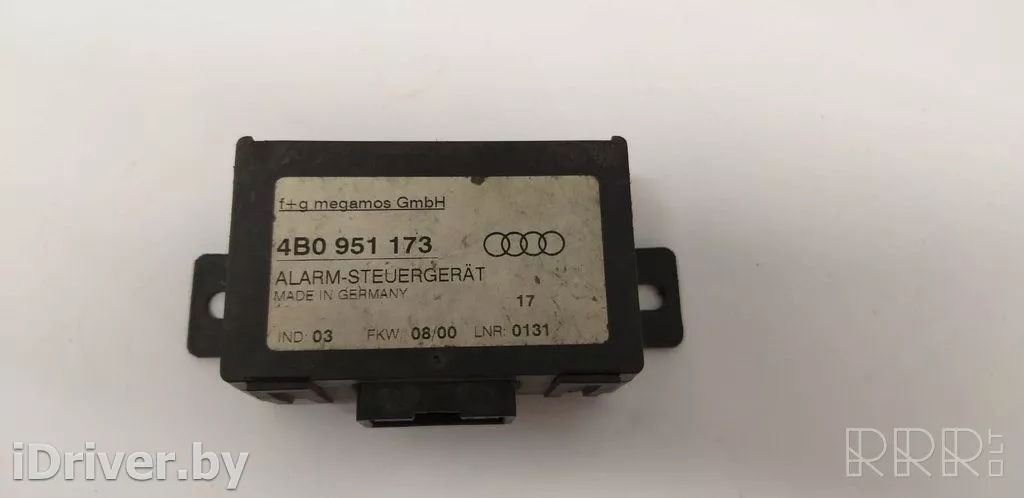 f+g megamos GmbH
4B0 951 173
ALARM-STEUERGERÄT
MADE IN GERMANY
17
IND: 03 FKW: 08/00 LNR: 0131
iDriver.by
RRR.LT